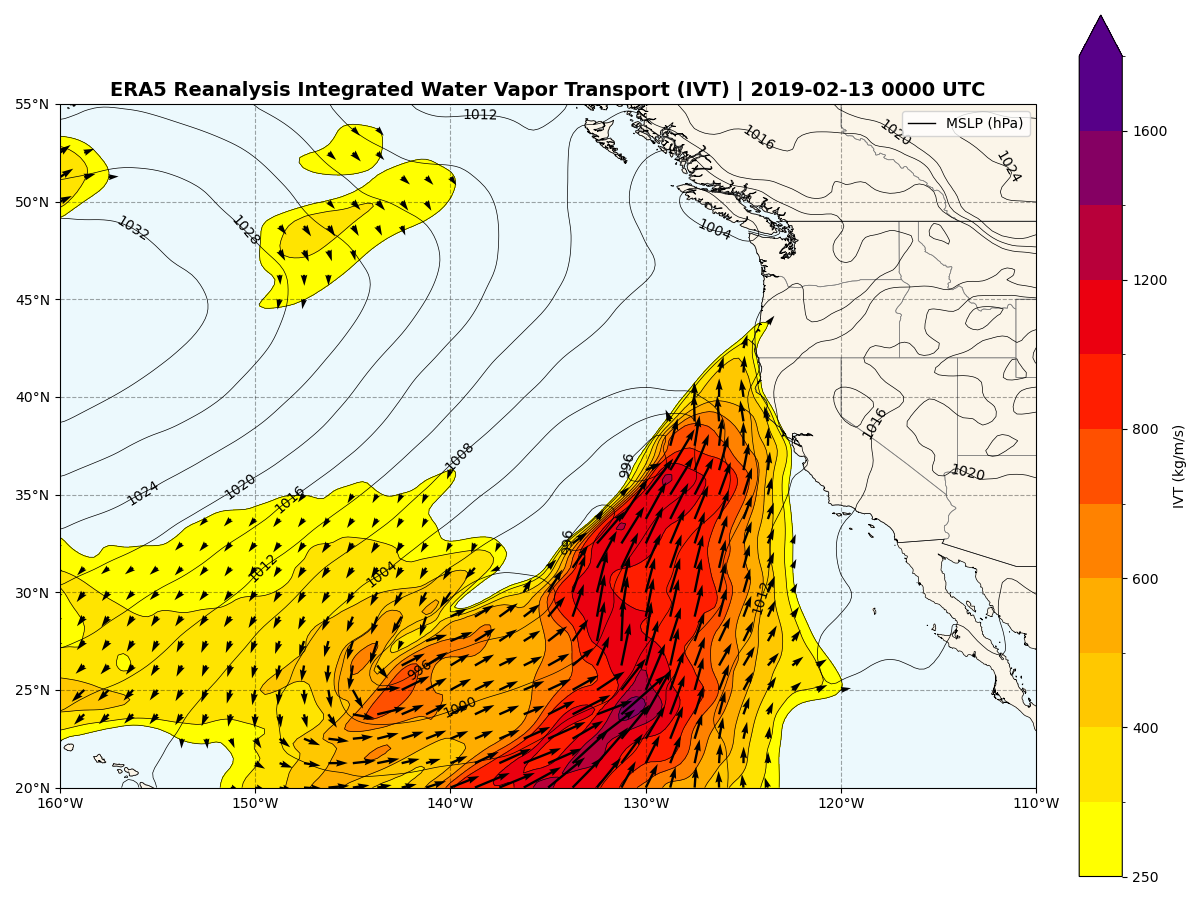 ERA5 Reanalysis Integrated Water Vapor Transport (IVT) | 2019-02-13 0000 UTC
55°N
50°N
45°N
40°N
35°N
30°N
25°N
20°N
160°W
150°W
140°W
130°W
120°W
110°W
MSLP (hPa)
1012
1016
1020
1024
1032
1028
1004
1016
1020
1008
996
1024
1020
1016
996
1012
1004
1012
996
1000
1600
1200
800
600
400
250
IVT (kg/m/s)